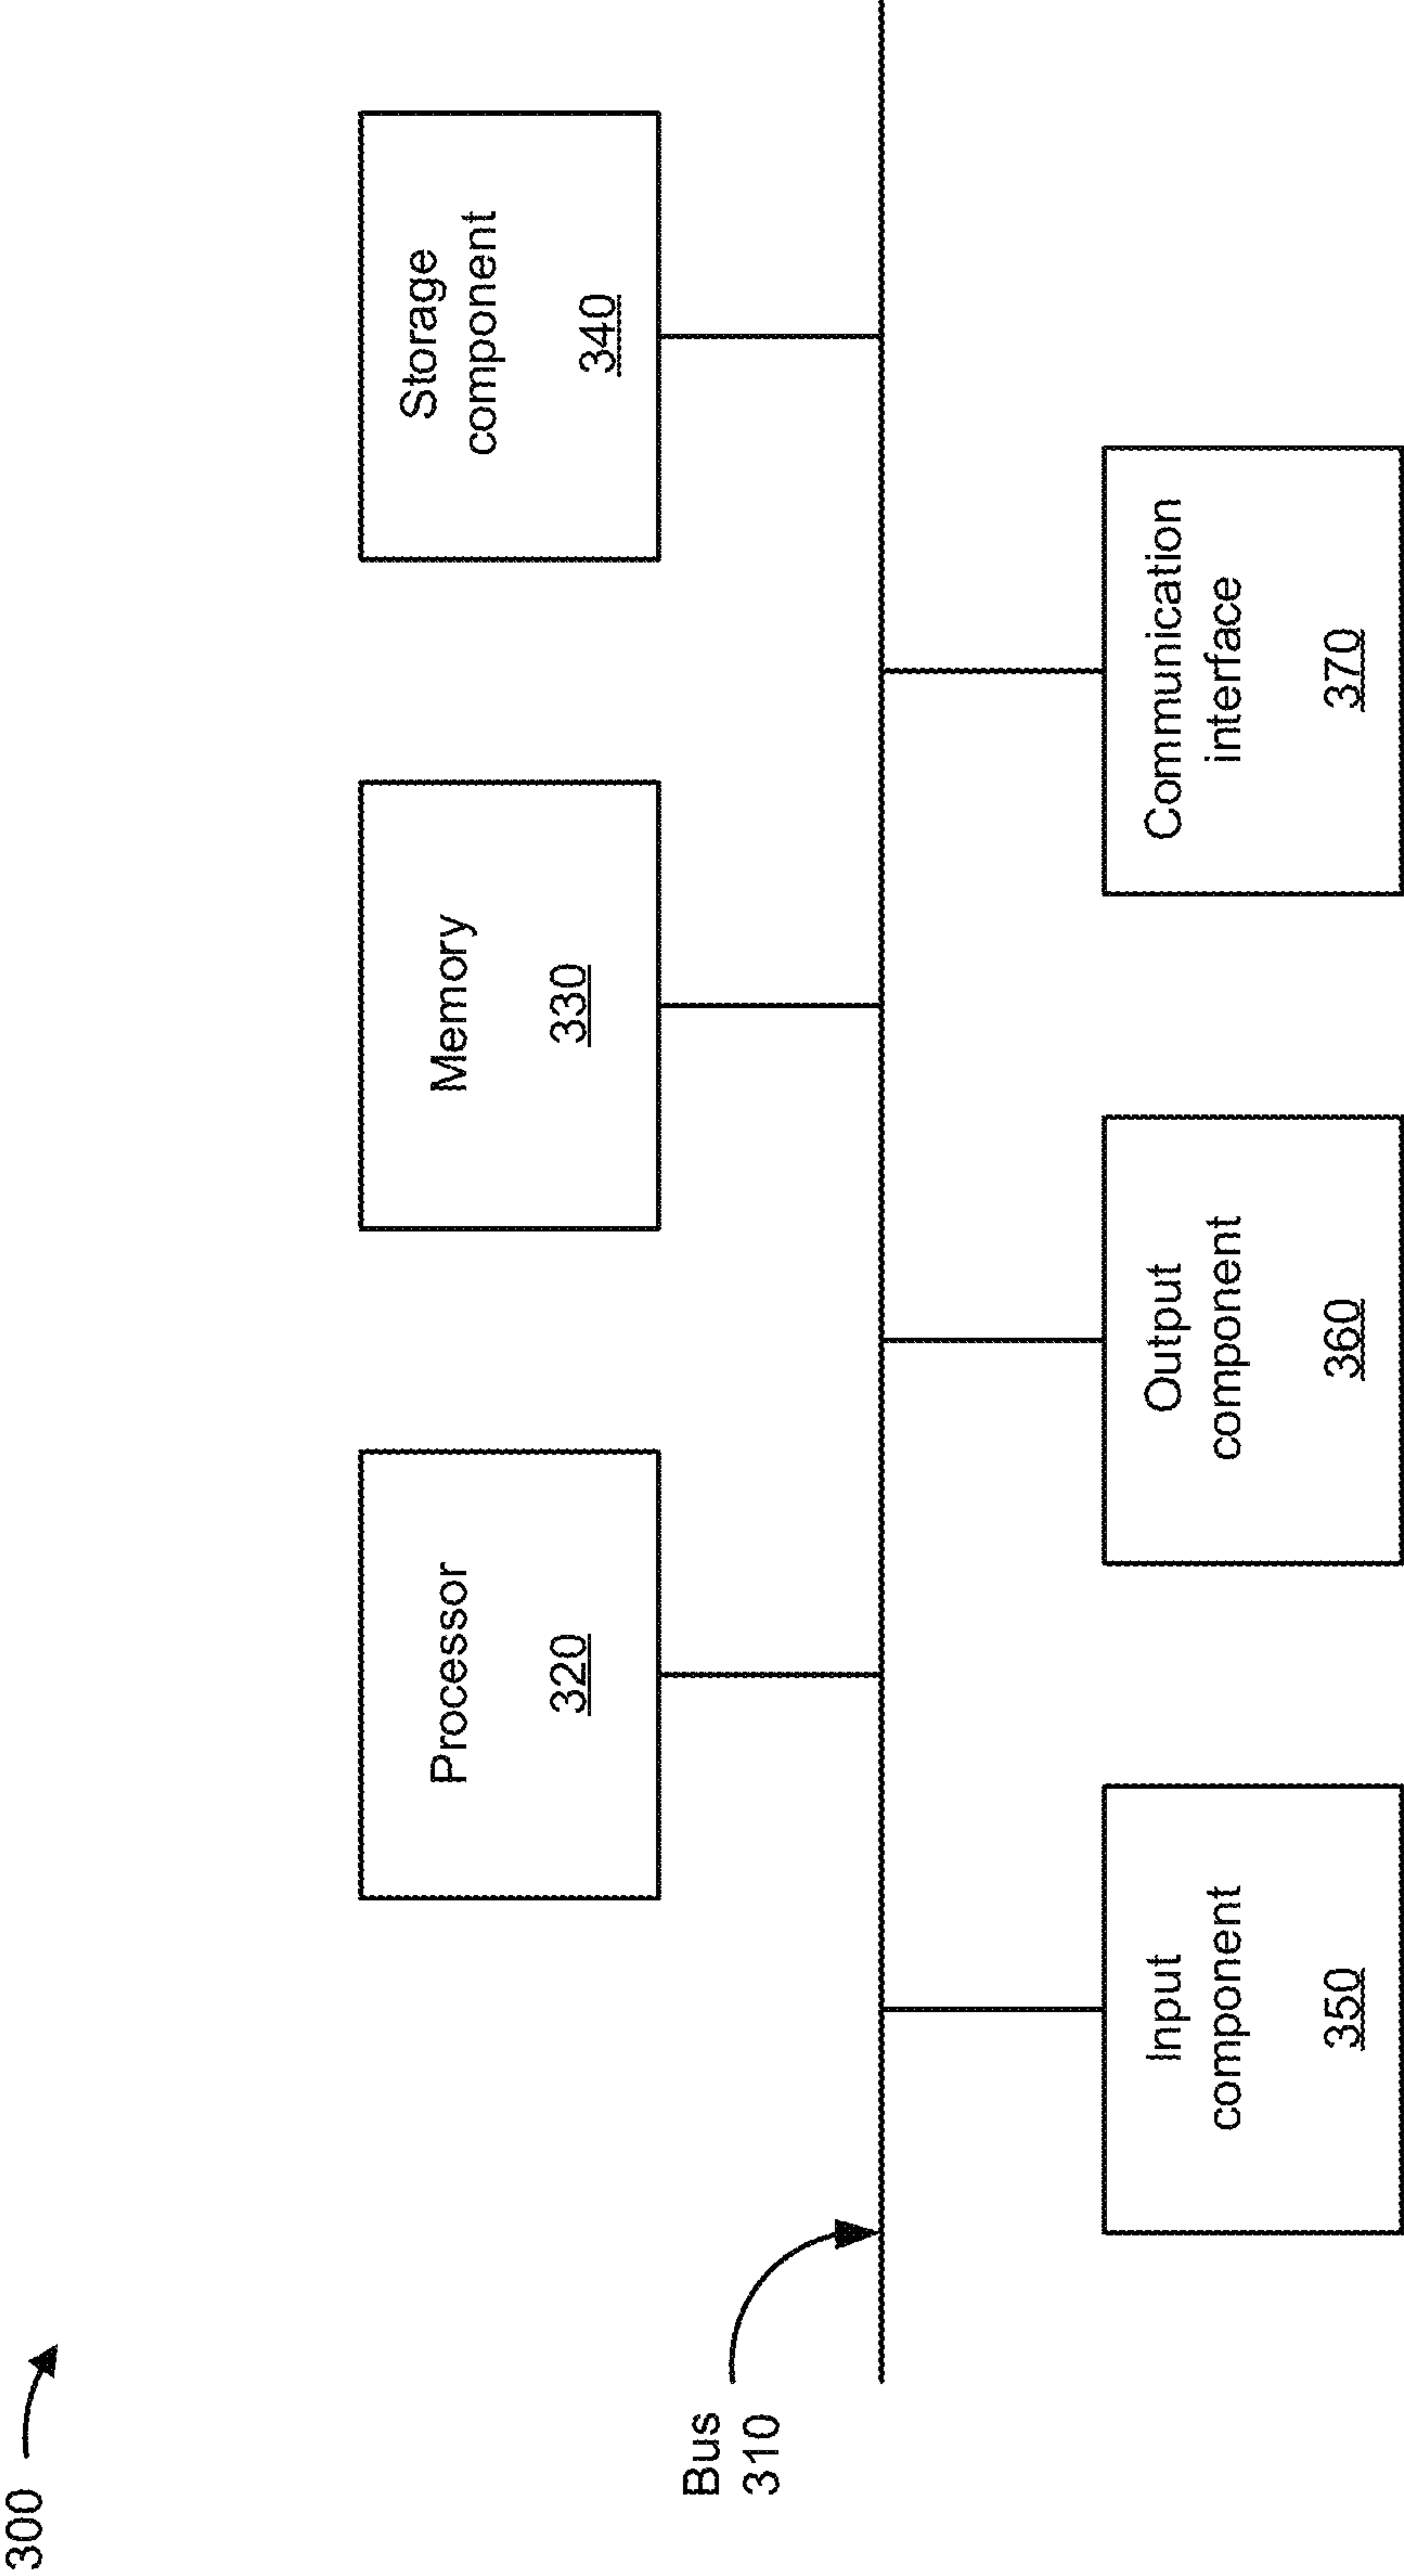 300
Processor
320
Memory
330
Storage
component
340
Bus
310
Input
component
350
Output
component
360
Communication
interface
370